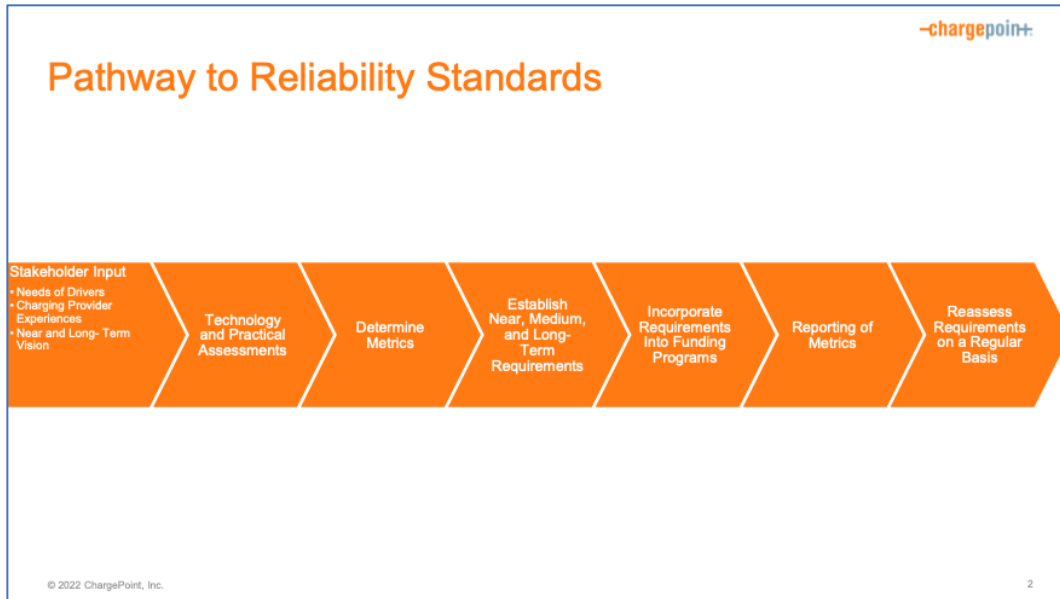 -chargepoin+.
Pathway to Reliability Standards
Stakeholder Input
▪ Needs of Drivers
▪ Charging Provider
Experiences
▪ Near and Long- Term
Vision
Technology
and Practical
Assessments
Determine
Metrics
Establish
Near, Medium,
and Long-
Term
Requirements
Incorporate
Requirements
Into Funding
Programs
Reporting of
Metrics
Reassess
Requirements
on a Regular
Basis
© 2022 ChargePoint, Inc.
2